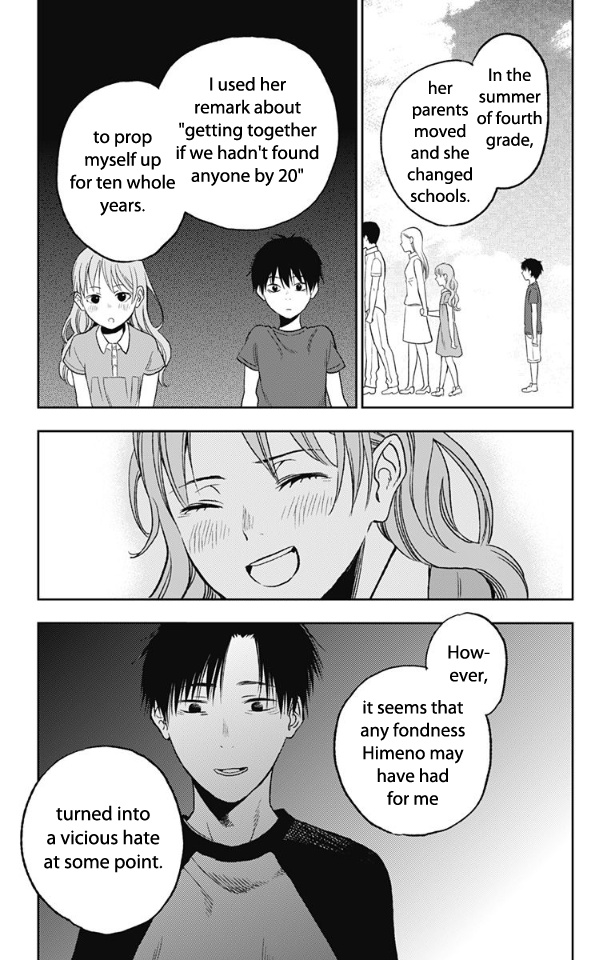 In the
summer
of fourth
grade,
her
parents
moved
and she
changed
schools.
I used her
remark about
"getting together
if we hadn't found
anyone by 20"
to prop
myself up
for ten whole
years.
How-
ever,
it seems that
any fondness
Himeno may
have had
for me
turned into
a vicious hate
at some point.